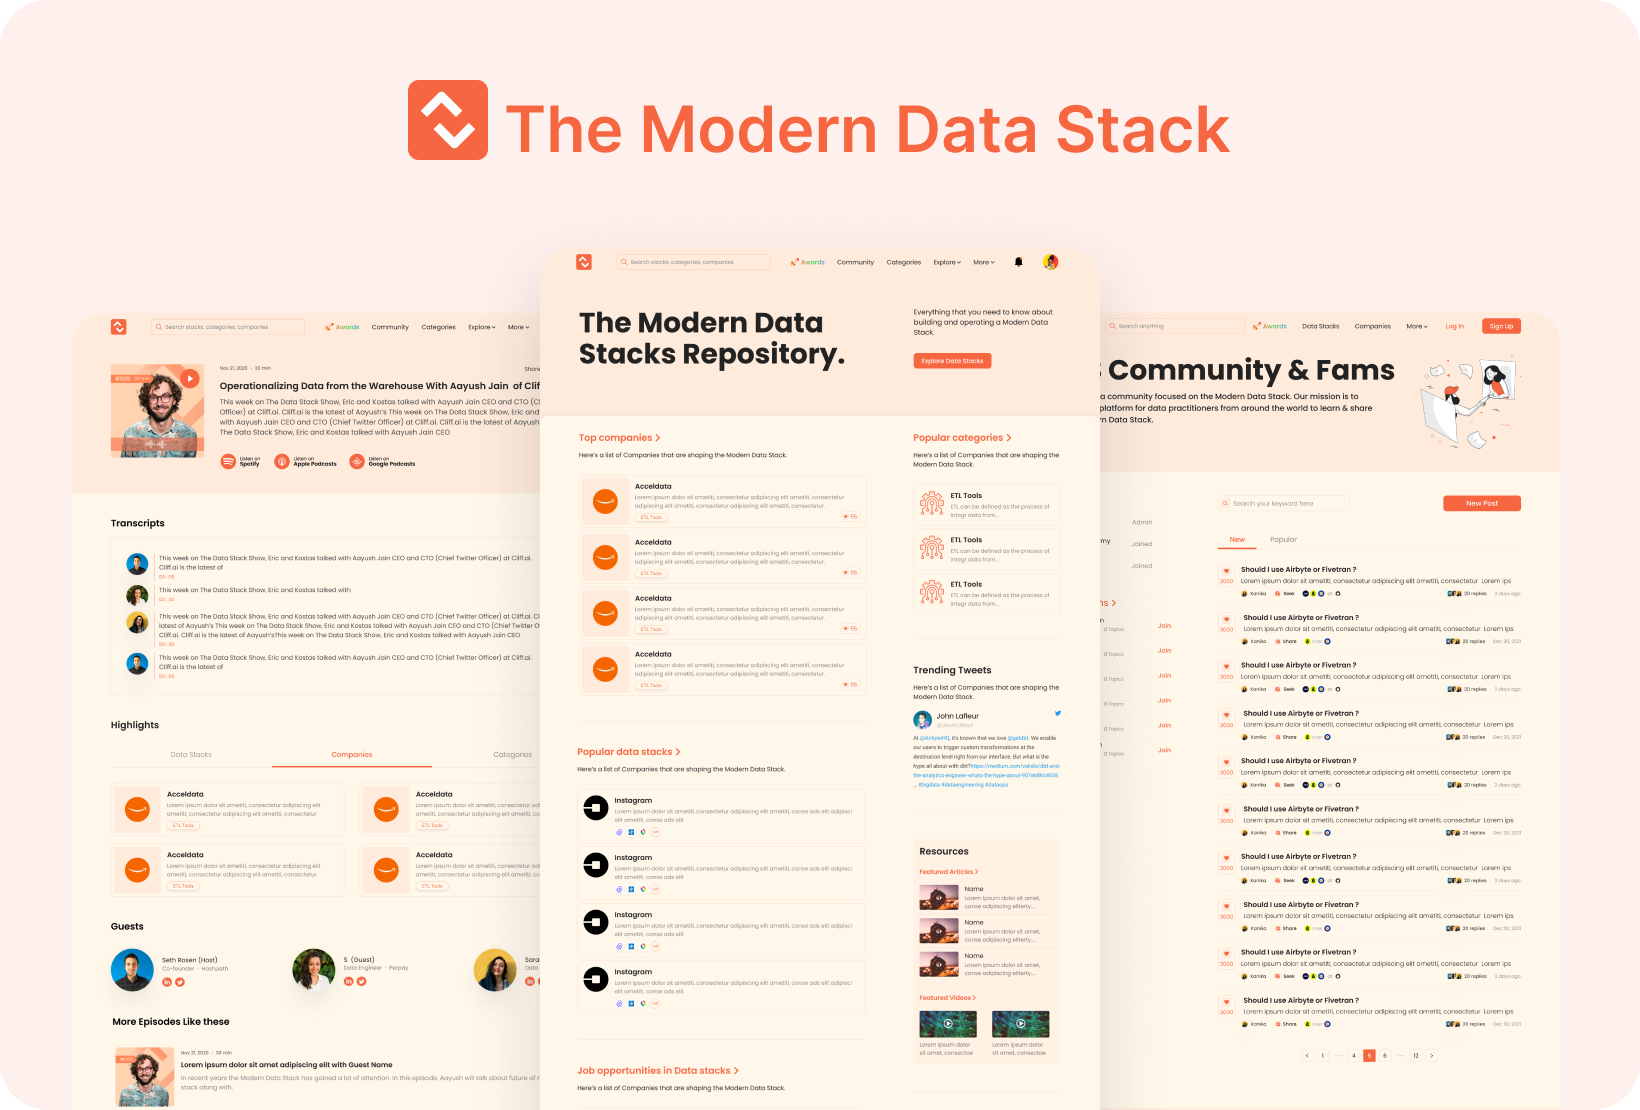 The Modern Data Stack
Search stacks, categories, companies
Awards
Community
Categories
Explore
More
#005
Nov 21, 2020 · 30 min
Share
Operationalizing Data from the Warehouse With Aayush Jain of Clif
This week on The Data Stack Show, Eric and Kostas talked with Aayush Jain CEO and CTO (C
Officer) at Cliff.ai. Cliff.ai is the latest of Aayush's This week on The Data Stack Show, Eric and
with Aayush Jain CEO and CTO (Chief Twitter Officer) at Cliff.ai. Cliff.ai is the latest of Aayush
The Data Stack Show, Eric and Kostas talked with Aayush Jain CEO
Listen on
Spotify
Listen on
Apple Podcasts
Listen on
Google Podcasts
Transcripts
This week on The Data Stack Show, Eric and Kostas talked with Aayush Jain CEO and CTO (Chief Twitter Officer) at Cliff.ai.
Cliff.ai is the latest of
00:05
This week on The Data Stack Show, Eric and Kostas talked with
00:30
This week on The Data Stack Show, Eric and Kostas talked with Aayush Jain CEO and CTO (Chief Twitter O
latest of Aayush's This week on The Data Stack Show, Eric and Kostas talked with Aayush Jain CEO and CT
Cliff.ai. Cliff.ai is the latest of Aayush'sThis week on The Data Stack Show, Eric and Kostas talked with Aayush Jain CEO
00:30
This week on The Data Stack Show, Eric and Kostas talked with Aayush Jain CEO and CTO (Chief Twitter Officer) at Cliff.ai.
Cliff.ai is the latest of
00:55
Highlights
Data Stacks
Companies
Categories
Acceldata
Lorem ipsum dolor sit ametiti, consectetur adipiscing elit
ametiti, consectetur adipiscing elit ametiti, consectetur
ETL Tools
Acceldata
Lorem ipsum dolor sit ametiti, cons
ametiti, consectetur adipiscing elit
ETL Tools
Acceldata
Lorem ipsum dolor sit ametiti, consectetur adipiscing elit
ametiti, consectetur adipiscing elit ametiti, consectetur
ETL Tools
Acceldata
Lorem ipsum dolor sit ametiti, cons
ametiti, consectetur adipiscing elit
ETL Tools
Guests
Seth Rosen (Host)
Co-founder · Hashpath
S (Guest)
Data Engineer · Perpay
Sara
Data
More Episodes Like these
Nov 21, 2020 · 30 min
Lorem ipsum dolor sit amet adipiscing elit with Guest Name
In recent years the Modern Data Stack has gained a lot of attention. In this episode, Aayush will talk about future of
stack along with.
Search stacks, categories, companies
Awards
Community
Categories
Explore
More
The Modern Data
Stacks Repository.
Everything that you need to know about
building and operating a Modern Data
Stack.
Explore Data Stacks
Top companies
Here's a list of Companies that are shaping the Modern Data Stack.
Acceldata
Lorem ipsum dolor sit ametiti, consectetur adipiscing elit ametiti, consectetur
adipiscing elit ametiti, consectetur adipiscing elit ametiti, consectetur.
ETL Tools
55
Acceldata
Lorem ipsum dolor sit ametiti, consectetur adipiscing elit ametiti, consectetur
adipiscing elit ametiti, consectetur adipiscing elit ametiti, consectetur.
ETL Tools
55
Acceldata
Lorem ipsum dolor sit ametiti, consectetur adipiscing elit ametiti, consectetur
adipiscing elit ametiti, consectetur adipiscing elit ametiti, consectetur.
ETL Tools
55
Acceldata
Lorem ipsum dolor sit ametiti, consectetur adipiscing elit ametiti, consectetur
adipiscing elit ametiti, consectetur adipiscing elit ametiti, consectetur.
ETL Tools
55
Popular data stacks
Here's a list of Companies that are shaping the Modern Data Stack.
Instagram
Lorem ipsum dolor sit ametiti, consectetur adipiscing elit, conse ads elit adipisci
elit ametiti, conse ads elit
Instagram
Lorem ipsum dolor sit ametiti, consectetur adipiscing elit, conse ads elit adipisci
elit ametiti, conse ads elit
Instagram
Lorem ipsum dolor sit ametiti, consectetur adipiscing elit, conse ads elit adipisci
elit ametiti, conse ads elit
Instagram
Lorem ipsum dolor sit ametiti, consectetur adipiscing elit, conse ads elit adipisci
elit ametiti, conse ads elit
Job opportunities in Data stacks
Here's a list of Companies that are shaping the Modern Data Stack.
Popular categories
Here's a list of Companies that are shaping the
Modern Data Stack.
ETL Tools
ETL can be defined as the process of
integr data from...
ETL Tools
ETL can be defined as the process of
integr data from...
ETL Tools
ETL can be defined as the process of
integr data from...
Trending Tweets
Here's a list of Companies that are shaping the
Modern Data Stack.
John Lafleur
@JeanLafleur
At @AirbyteHQ, it's known that we love @getdbt. We enable
our users to trigger custom transformations at the
destination level right from our interface. But what is the
hype all about with dbt?https://medium.com/validio/dbt-and-
the-analytics-engineer-whats-the-hype-about-907eb86c4938
... #bigdata #dataengineering #dataops
Resources
Featured Articles
Name
Lorem ipsum dolor sit amet,
conse adipiscing eliterty...
Name
Lorem ipsum dolor sit amet,
conse adipiscing eliterty...
Name
Lorem ipsum dolor sit amet,
conse adipiscing eliterty...
Featured Videos
Lorem ipsum dolor
sit amet, consectoe
Lorem ipsum dolor
sit amet, consectoe
Search anything
Awards
Data Stacks
Companies
More
Log In
Sign Up
S Community & Fams
a community focused on the Modern Data Stack. Our mission is to
platform for data practitioners from around the world to learn & share
rn Data Stack.
Admin
my
Joined
Joined
ns
n
12 Topics
Join
Join
12 Topics
Join
Join
12 Topics
Join
n
12 Topics
Join
Search your keyword here
New Post
New
Popular
Should I use Airbyte or Fivetran ?
Lorem ipsum dolor sit ametiti, consectetur adipiscing elit ametiti, consectetur Lorem ips
3000
Kanika
Seek
20 replies
2 days ago
Should I use Airbyte or Fivetran ?
Lorem ipsum dolor sit ametiti, consectetur adipiscing elit ametiti, consectetur Lorem ips
3000
Kanika
Share
20 replies
Dec 20, 2021
Should I use Airbyte or Fivetran ?
Lorem ipsum dolor sit ametiti, consectetur adipiscing elit ametiti, consectetur Lorem ips
3000
Kanika
Seek
20 replies
2 days ago
Should I use Airbyte or Fivetran ?
Lorem ipsum dolor sit ametiti, consectetur adipiscing elit ametiti, consectetur Lorem ips
3000
Kanika
Share
20 replies
Dec 20, 2021
Should I use Airbyte or Fivetran ?
Lorem ipsum dolor sit ametiti, consectetur adipiscing elit ametiti, consectetur Lorem ips
3000
Kanika
Seek
20 replies
2 days ago
Should I use Airbyte or Fivetran ?
Lorem ipsum dolor sit ametiti, consectetur adipiscing elit ametiti, consectetur Lorem ips
3000
Kanika
Share
20 replies
Dec 20, 2021
Should I use Airbyte or Fivetran ?
Lorem ipsum dolor sit ametiti, consectetur adipiscing elit ametiti, consectetur Lorem ips
3000
Kanika
Seek
20 replies
2 days ago
Should I use Airbyte or Fivetran ?
Lorem ipsum dolor sit ametiti, consectetur adipiscing elit ametiti, consectetur Lorem ips
3000
Kanika
Share
20 replies
Dec 20, 2021
Should I use Airbyte or Fivetran ?
Lorem ipsum dolor sit ametiti, consectetur adipiscing elit ametiti, consectetur Lorem ips
3000
Kanika
Seek
20 replies
2 days ago
Should I use Airbyte or Fivetran ?
Lorem ipsum dolor sit ametiti, consectetur adipiscing elit ametiti, consectetur Lorem ips
3000
Kanika
Share
20 replies
Dec 20, 2021
1 ... 4 5 6 ... 12